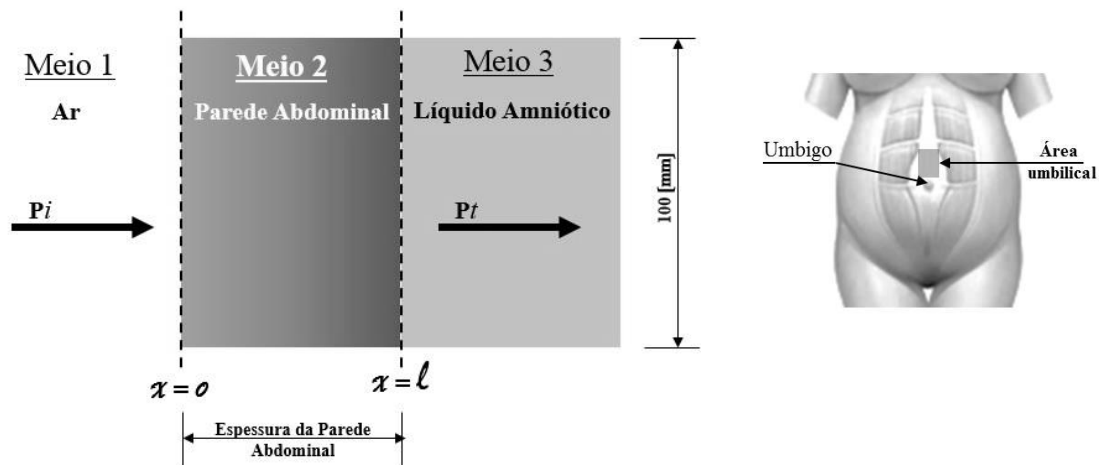 Meio 1
Ar
Meio 2
Parede Abdominal
Meio 3
Líquido Amniótico
Pi
Pt
100 [mm]
x = o
x = l
Espessura da Parede
Abdominal
Umbigo
Área
umbilical